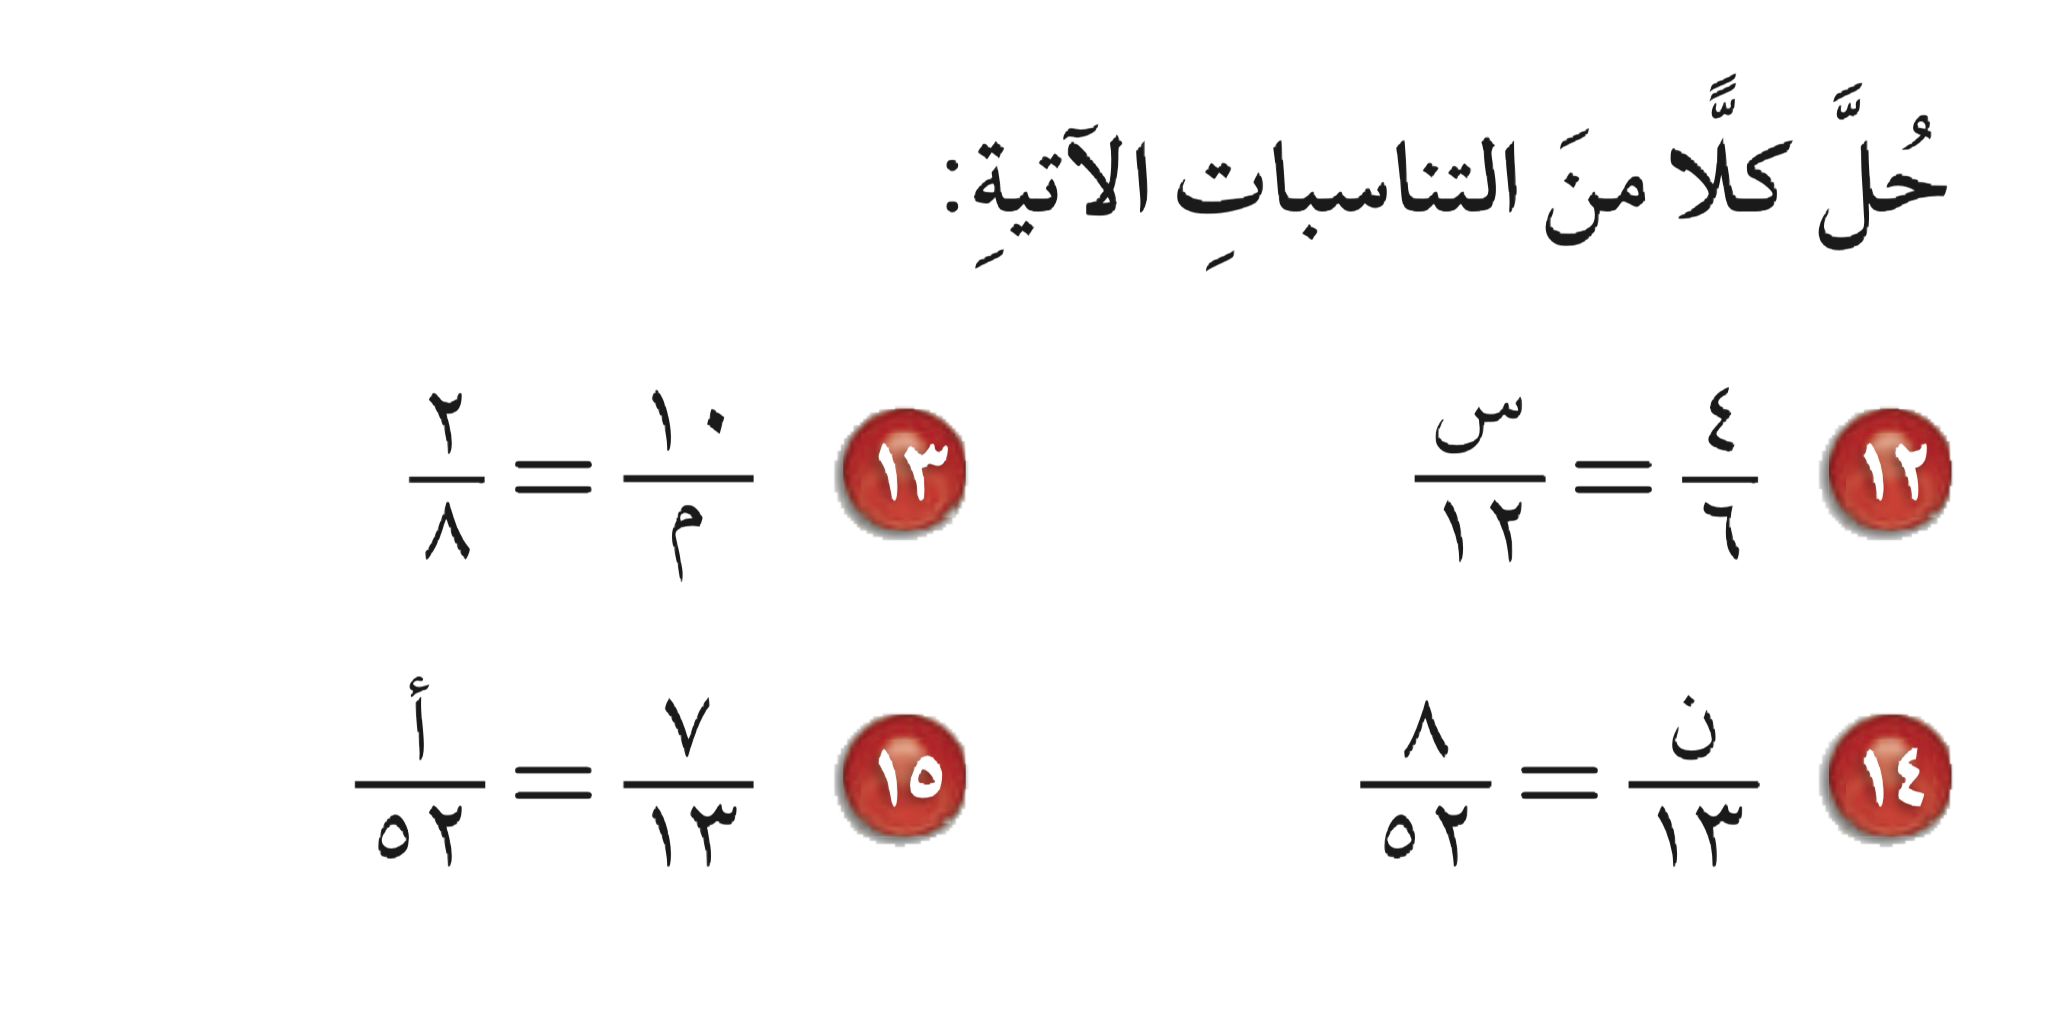 حُلَّ كلًّا منَ التناسباتِ الآتيةِ:
١٢ ٤/٦ = س/١٢
١٣ ١٠/م = ٢/٨
١٤ ن/١٣ = ٨/٥٢
١٥ ٧/١٣ = أ/٥٢